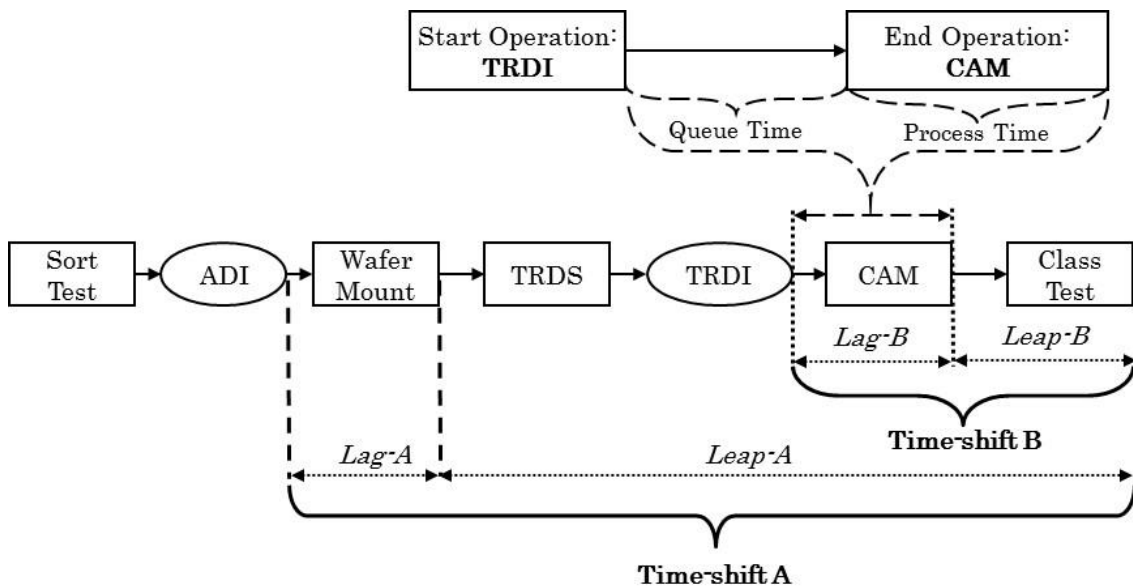 Start Operation:
TRDI
End Operation:
CAM
Queue Time
Process Time
Sort
Test
ADI
Wafer
Mount
TRDS
TRDI
CAM
Class
Test
Lag-B
Leap-B
Time-shift B
Lag-A
Leap-A
Time-shift A